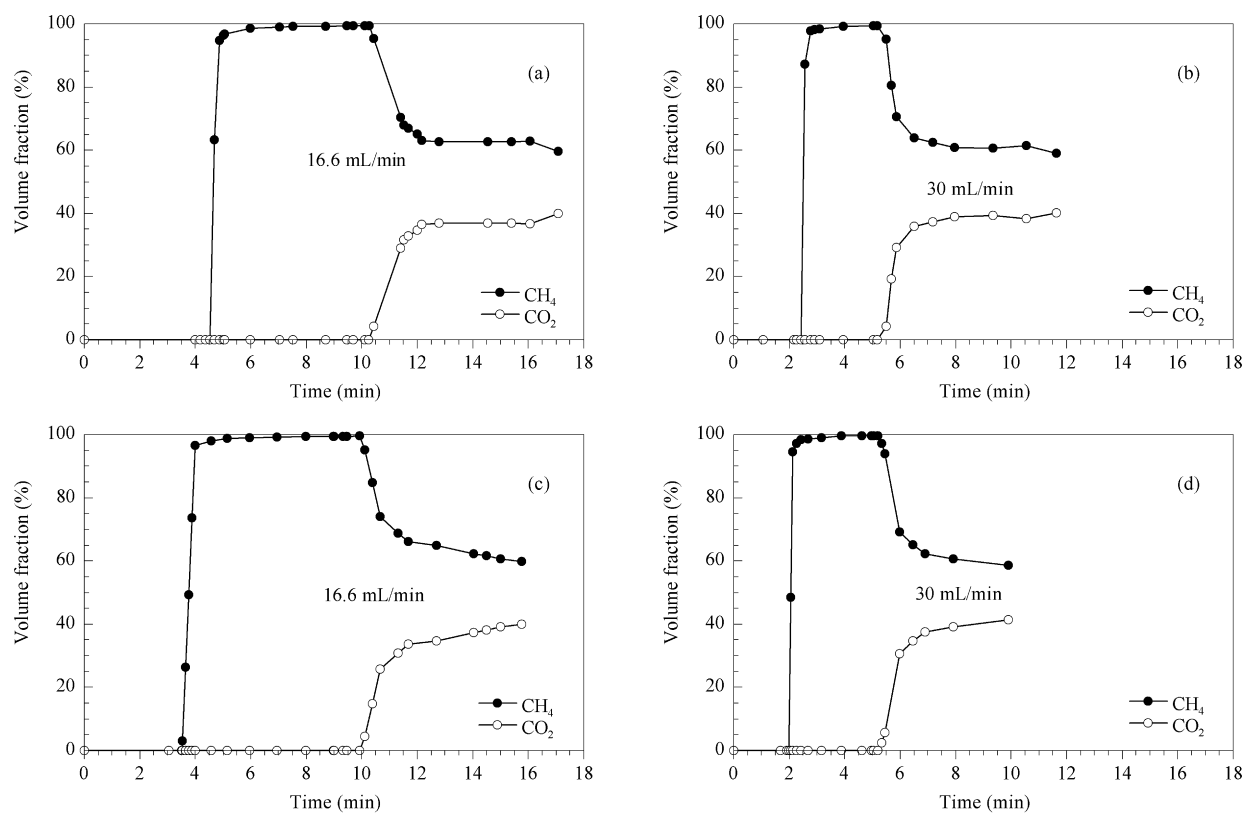 100
80
60
40
20
0
Volume fraction (%)
(a)
16.6 mL/min
CH₄
CO₂
0 2 4 6 8 10 12 14 16 18
Time (min)
100
80
60
40
20
0
Volume fraction (%)
(b)
30 mL/min
CH₄
CO₂
0 2 4 6 8 10 12 14 16 18
Time (min)
100
80
60
40
20
0
Volume fraction (%)
(c)
16.6 mL/min
CH₄
CO₂
0 2 4 6 8 10 12 14 16 18
Time (min)
100
80
60
40
20
0
Volume fraction (%)
(d)
30 mL/min
CH₄
CO₂
0 2 4 6 8 10 12 14 16 18
Time (min)